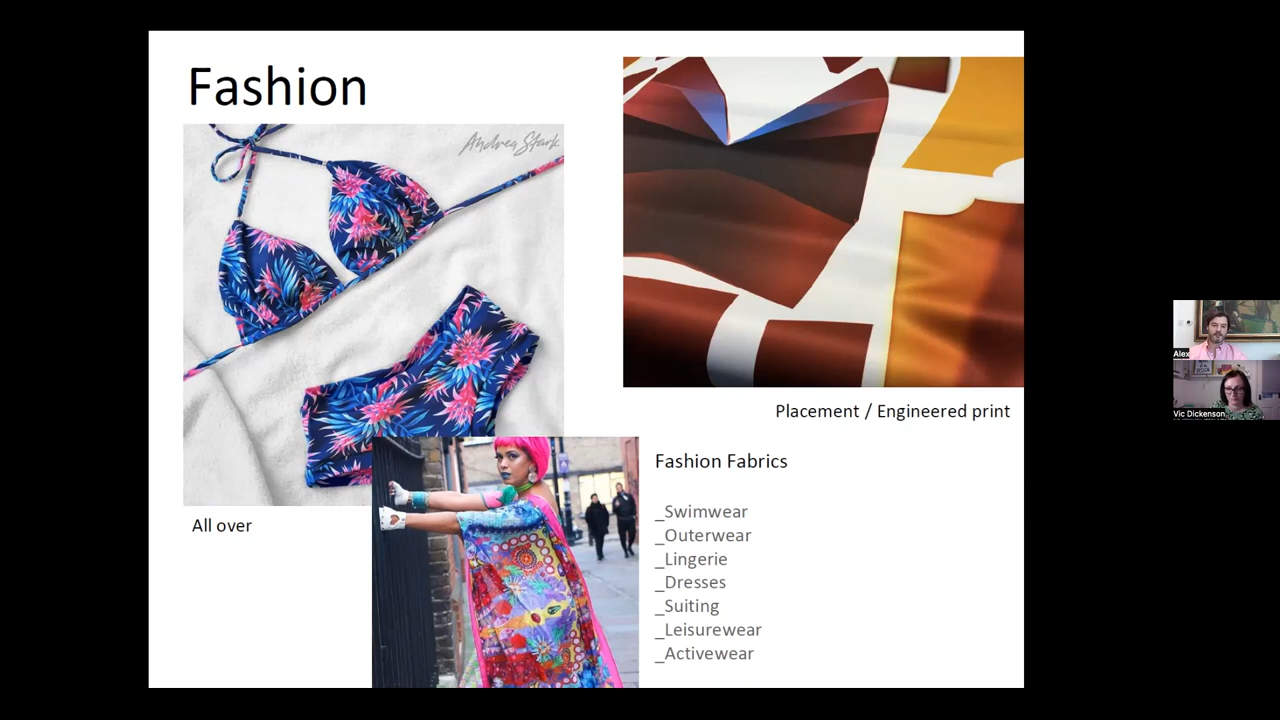 Fashion
Andrea Stark
Placement / Engineered print
Fashion Fabrics
_Swimwear
_Outerwear
_Lingerie
_Dresses
_Suiting
_Leisurewear
_Activewear
All over
Alex
Vic Dickenson